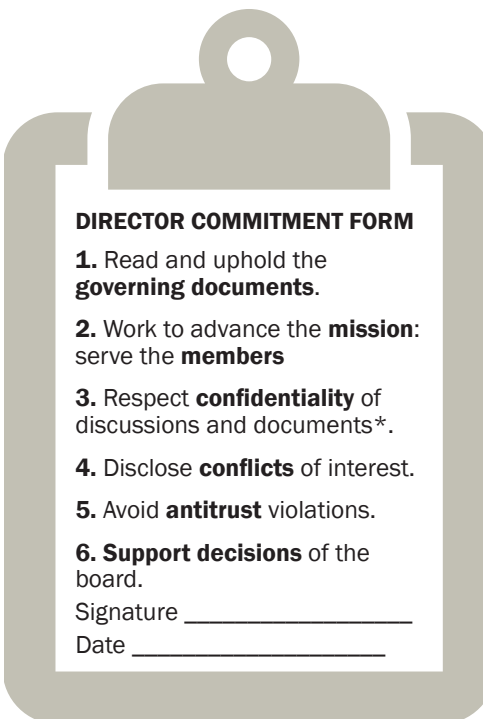 DIRECTOR COMMITMENT FORM
1. Read and uphold the
governing documents.
2. Work to advance the mission:
serve the members
3. Respect confidentiality of
discussions and documents*.
4. Disclose conflicts of interest.
5. Avoid antitrust violations.
6. Support decisions of the
board.
Signature __________________
Date ____________________